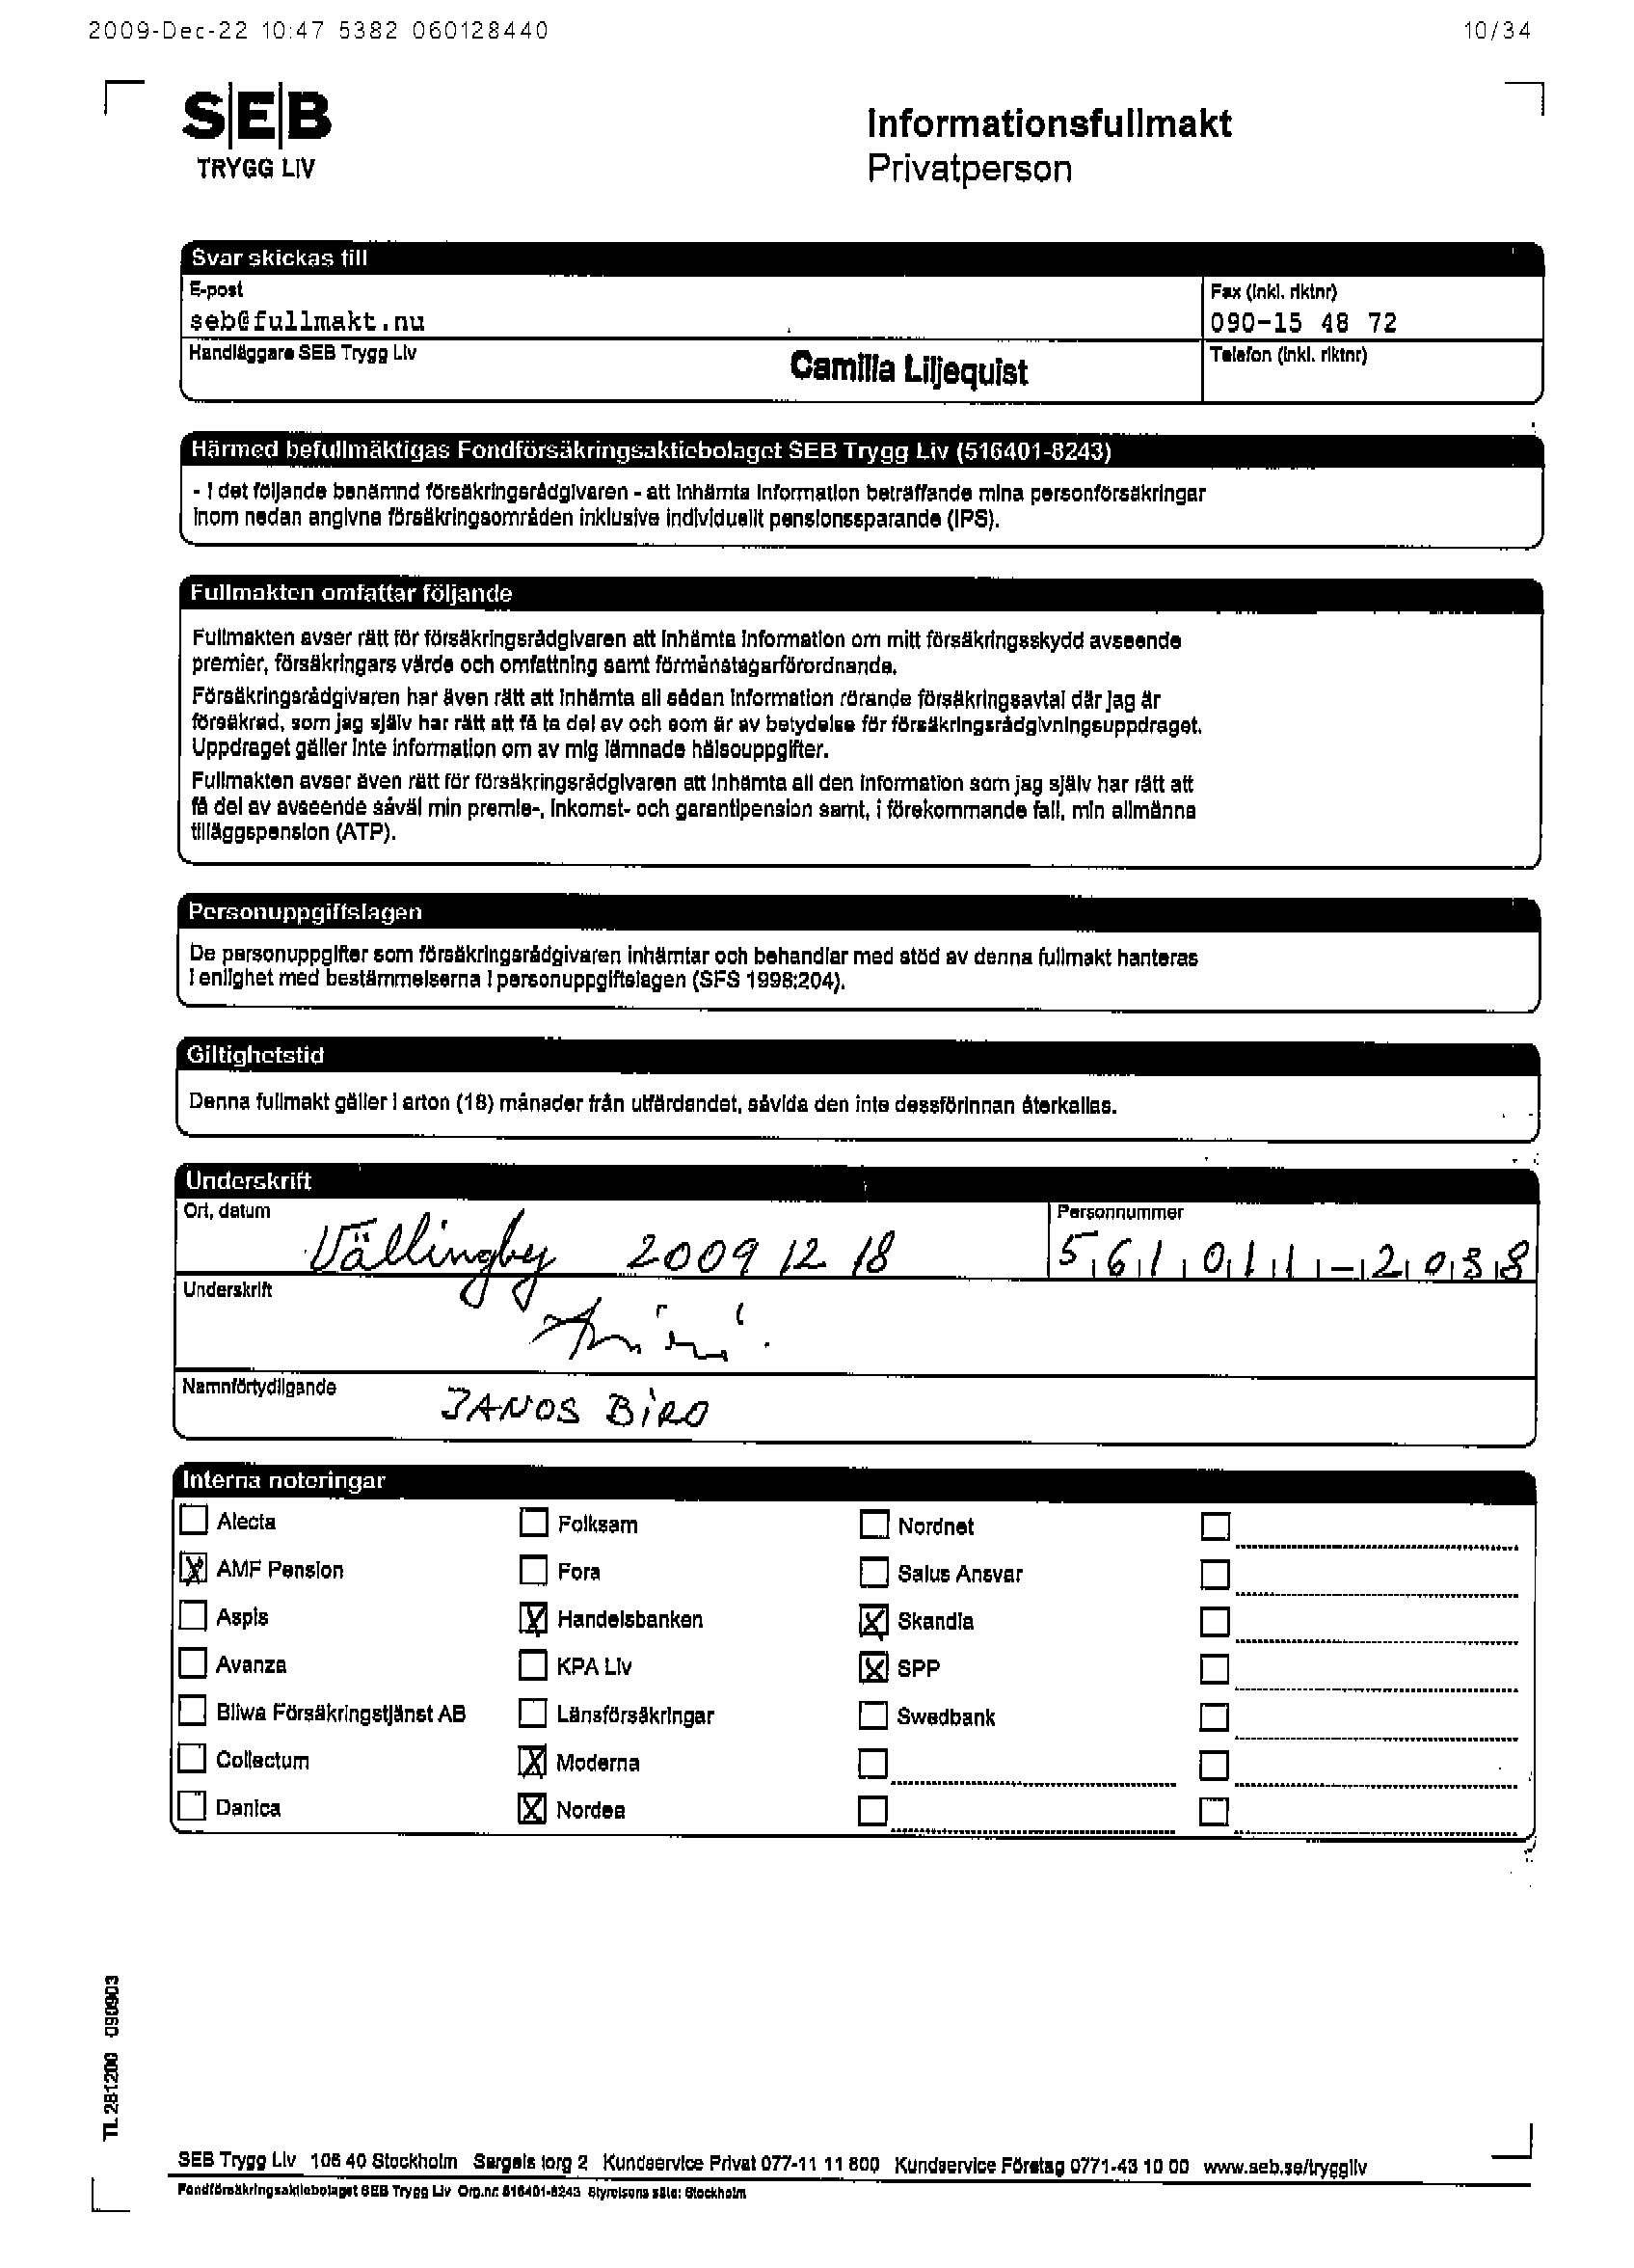 2009-Dec-22 10:47 5382 060128440 10/34
SEB
TRYGG LIV
Informationsfullmakt
Privatperson
Svar skickas till
E-post
seb@fullmakt.nu
Fax (inkl. riktnr)
090-15 48 72
Handläggare SEB Trygg Liv
Camilla Liljequist
Telefon (inkl. riktnr)
Härmed befullmäktigas Fondförsäkringsaktiebolaget SEB Trygg Liv (516401-8243)
- I det följande benämnd försäkringsrådgivaren - att inhämta information beträffande mina personförsäkringar
inom nedan angivna försäkringsområden inklusive individuellt pensionssparande (IPS).
Fullmakten omfattar följande
Fullmakten avser rätt för försäkringsrådgivaren att inhämta information om mitt försäkringsskydd avseende
premier, försäkringars värde och omfattning samt förmånstagarförordnande.
Försäkringsrådgivaren har även rätt att inhämta all sådan information rörande försäkringsavtal där jag är
försäkrad, som jag själv har rätt att få ta del av och som är av betydelse för försäkringsrådgivningsuppdraget.
Uppdraget gäller inte information om av mig lämnade hälsouppgifter.
Fullmakten avser även rätt för försäkringsrådgivaren att inhämta all den information som jag själv har rätt att
få del av avseende såväl min premie-, inkomst- och garantipension samt, i förekommande fall, min allmänna
tilläggspension (ATP).
Personuppgiftslagen
De personuppgifter som försäkringsrådgivaren inhämtar och behandlar med stöd av denna fullmakt hanteras
i enlighet med bestämmelserna i personuppgiftslagen (SFS 1998:204).
Giltighetstid
Denna fullmakt gäller i arton (18) månader från utfärdandet, såvida den inte dessförinnan återkallas.
Underskrift
Ort, datum
Vällingby 2009 12 18
Personnummer
561011-2088
Underskrift
Namnförtydligande
JANOS BIRO
Interna noteringar
Alecta
Folksam
Nordnet
X AMF Pension
Fora
Salus Ansvar
Aspis
X Handelsbanken
X Skandia
Avanza
KPA Liv
X SPP
Bliwa Försäkringstjänst AB
Länsförsäkringar
Swedbank
Collectum
X Moderna
Danica
X Nordea
TL281200 090903
SEB Trygg Liv 106 40 Stockholm Sergels torg 2 Kundservice Privat 077-11 11 800 Kundservice Företag 0771-43 10 00 www.seb.se/tryggliv
Fondförsäkringsaktiebolaget SEB Trygg Liv Org.nr: 516401-8243 Styrelsens säte: Stockholm